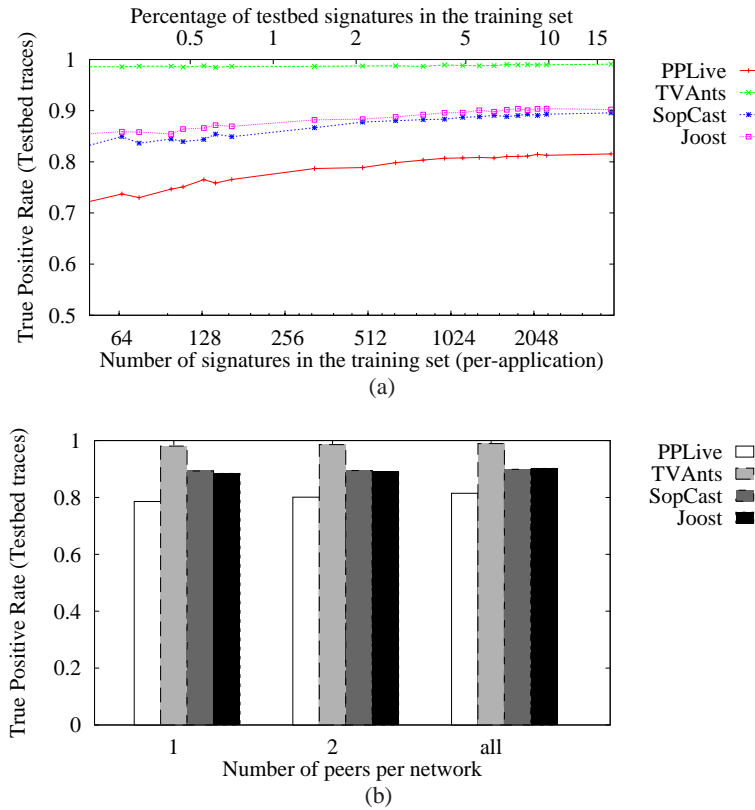 Percentage of testbed signatures in the training set
0.5 1 2 5 10 15
True Positive Rate (Testbed traces)
1
0.9
0.8
0.7
0.6
0.5
64 128 256 512 1024 2048
Number of signatures in the training set (per-application)
PPLive
TVAnts
SopCast
Joost
(a)
True Positive Rate (Testbed traces)
1
0.8
0.6
0.4
0.2
0
1 2 all
Number of peers per network
PPLive
TVAnts
SopCast
Joost
(b)